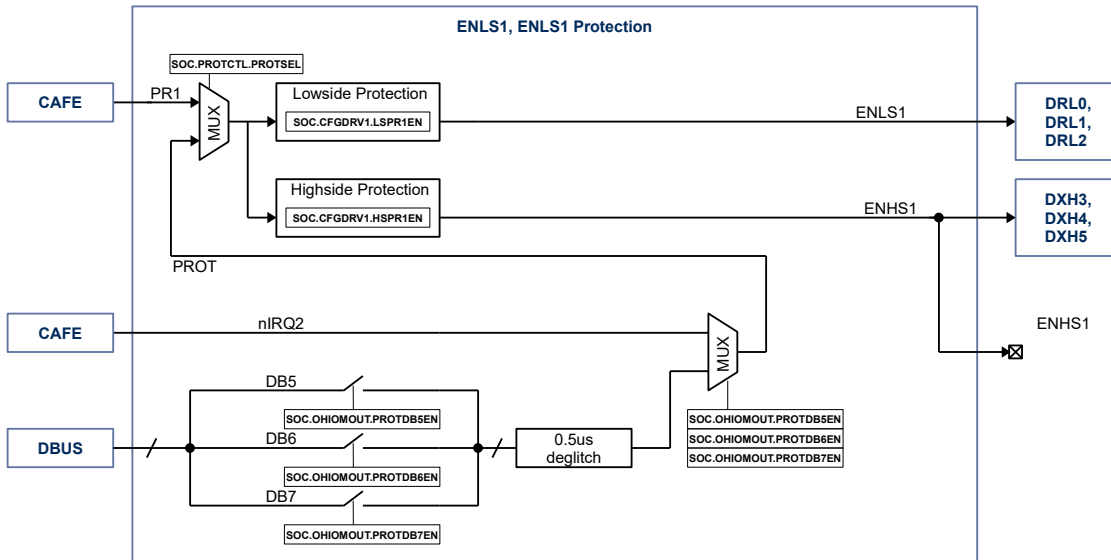 ENLS1, ENLS1 Protection
SOC.PROTCTL.PROTSEL
CAFE
PR1
MUX
Lowside Protection
SOC.CFGDRV1.LSPR1EN
ENLS1
DRL0,
DRL1,
DRL2
Highside Protection
SOC.CFGDRV1.HSPR1EN
ENHS1
DXH3,
DXH4,
DXH5
PROT
CAFE
nIRQ2
MUX
ENHS1
DB5
SOC.OHIOMOUT.PROTDB5EN
DBUS
DB6
SOC.OHIOMOUT.PROTDB6EN
0.5us
deglitch
SOC.OHIOMOUT.PROTDB5EN
SOC.OHIOMOUT.PROTDB6EN
SOC.OHIOMOUT.PROTDB7EN
DB7
SOC.OHIOMOUT.PROTDB7EN